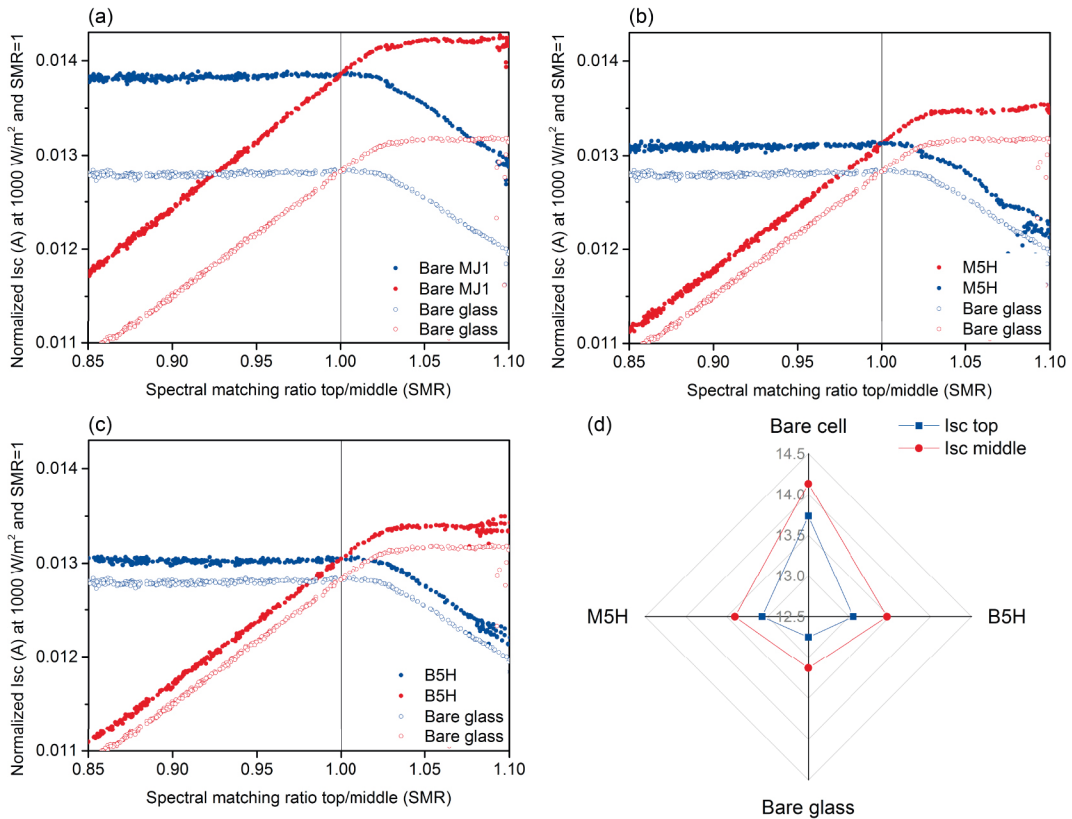 (a)
Normalized Isc (A) at 1000 W/m² and SMR=1
0.014
0.013
0.012
0.011
Bare MJ1
Bare MJ1
Bare glass
Bare glass
0.85 0.90 0.95 1.00 1.05 1.10
Spectral matching ratio top/middle (SMR)
(b)
Normalized Isc (A) at 1000 W/m² and SMR=1
0.014
0.013
0.012
0.011
M5H
M5H
Bare glass
Bare glass
0.85 0.90 0.95 1.00 1.05 1.10
Spectral matching ratio top/middle (SMR)
(c)
Normalized Isc (A) at 1000 W/m² and SMR=1
0.014
0.013
0.012
0.011
B5H
B5H
Bare glass
Bare glass
0.85 0.90 0.95 1.00 1.05 1.10
Spectral matching ratio top/middle (SMR)
(d)
Bare cell
Isc top
Isc middle
14.5
14.0
13.5
13.0
12.5
M5H
B5H
Bare glass